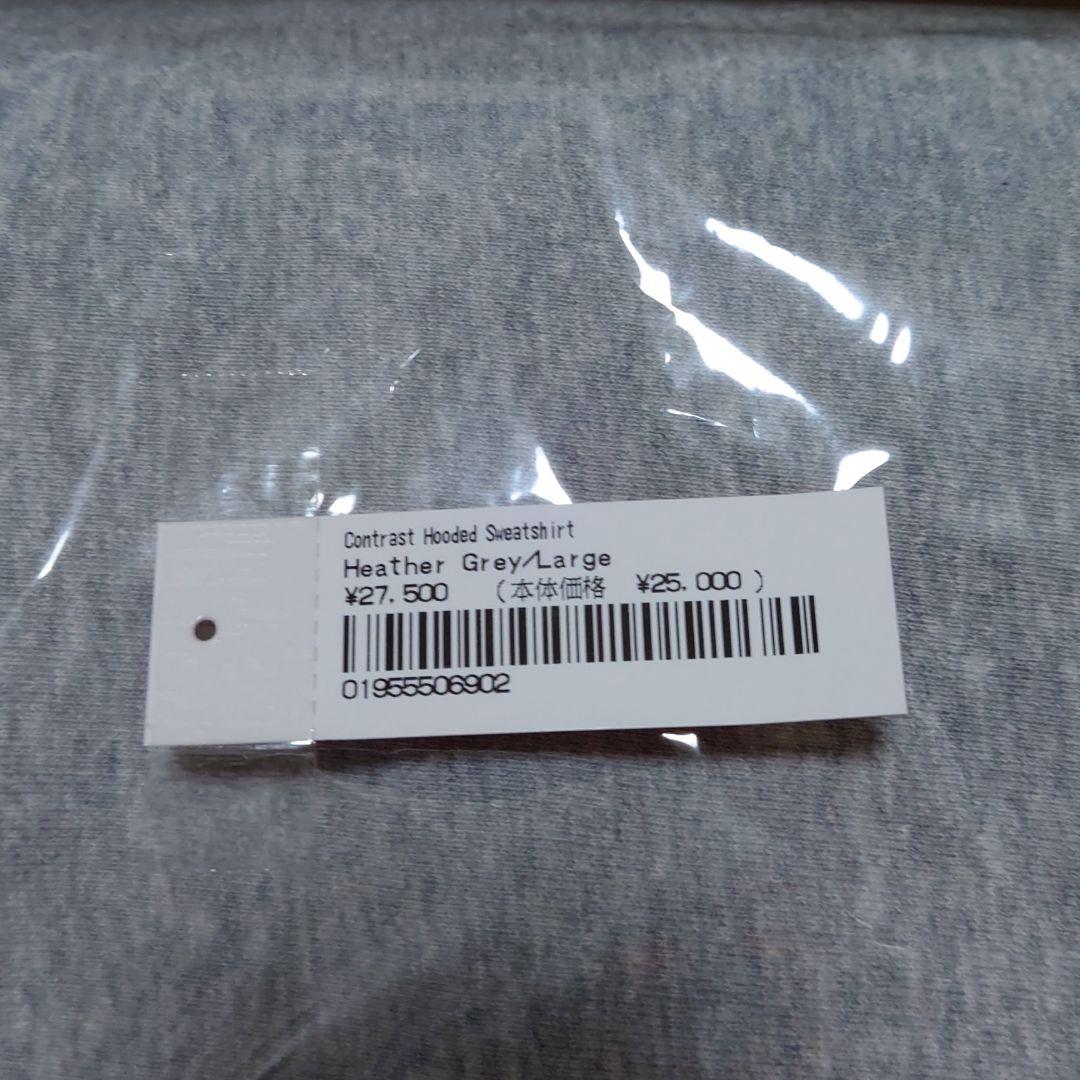 Contrast Hooded Sweatshirt
Heather Grey/Large
¥27.500 (本体価格 ¥25.000 )
01955506902